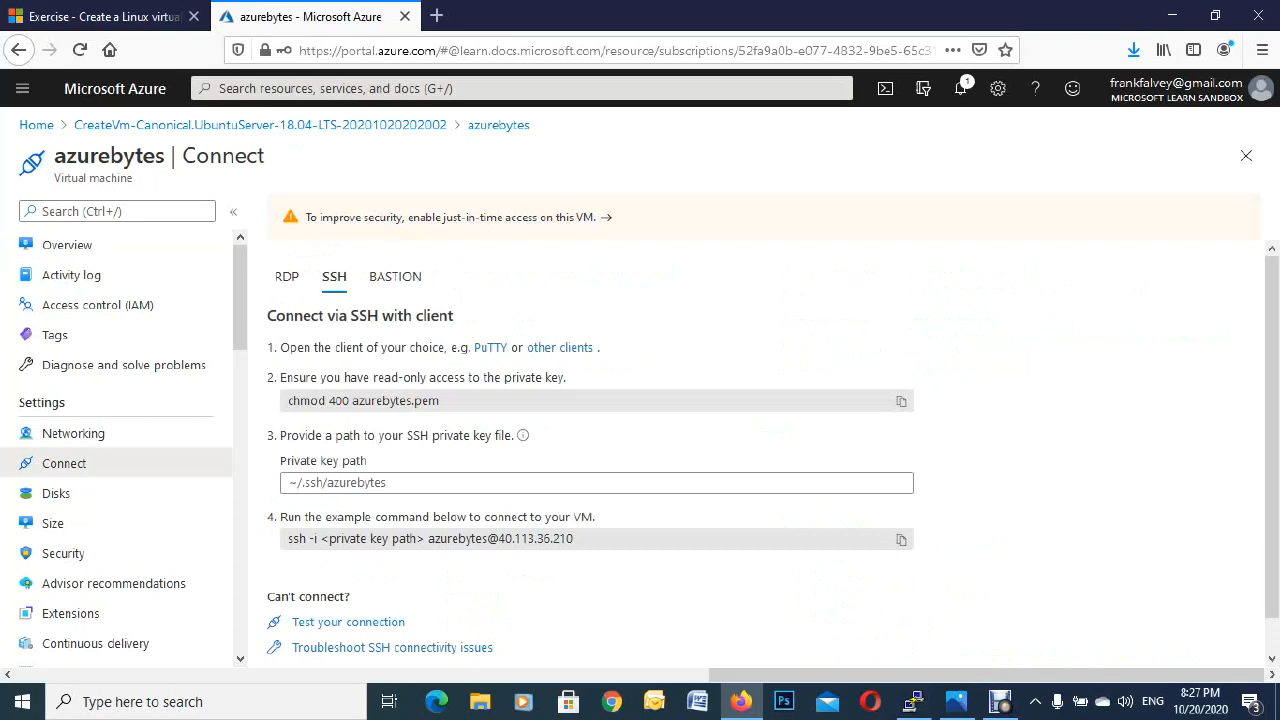 Exercise - Create a Linux virtual
azurebytes - Microsoft Azure
https://portal.azure.com/#@learn.docs.microsoft.com/resource/subscriptions/52fa9a0b-e077-4832-9be5-65c31
Microsoft Azure
Search resources, services, and docs (G+/)
1
frankfalvey@gmail.com
MICROSOFT LEARN SANDBOX
Home > CreateVm-Canonical.UbuntuServer-18.04-LTS-20201020202002 > azurebytes
azurebytes | Connect
Virtual machine
Search (Ctrl+/)
«
Overview
Activity log
Access control (IAM)
Tags
Diagnose and solve problems
Settings
Networking
Connect
Disks
Size
Security
Advisor recommendations
Extensions
Continuous delivery
To improve security, enable just-in-time access on this VM. →
RDP SSH BASTION
Connect via SSH with client
1. Open the client of your choice, e.g. PuTTY or other clients .
2. Ensure you have read-only access to the private key.
chmod 400 azurebytes.pem
3. Provide a path to your SSH private key file.
Private key path
~/.ssh/azurebytes
4. Run the example command below to connect to your VM.
ssh -i <private key path> azurebytes@40.113.36.210
Can't connect?
Test your connection
Troubleshoot SSH connectivity issues
Type here to search
ENG
8:27 PM
10/20/2020
3